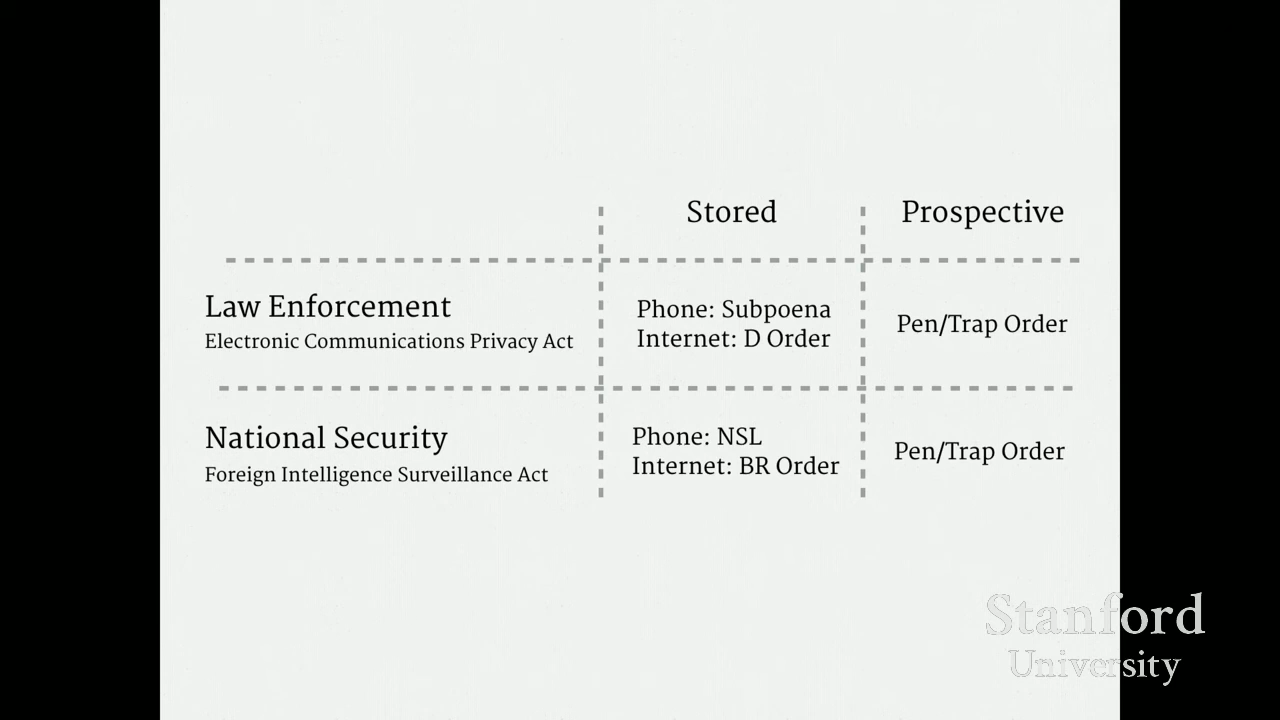 Stored
Prospective
Law Enforcement
Electronic Communications Privacy Act
Phone: Subpoena
Internet: D Order
Pen/Trap Order
National Security
Foreign Intelligence Surveillance Act
Phone: NSL
Internet: BR Order
Pen/Trap Order
Stanford
University